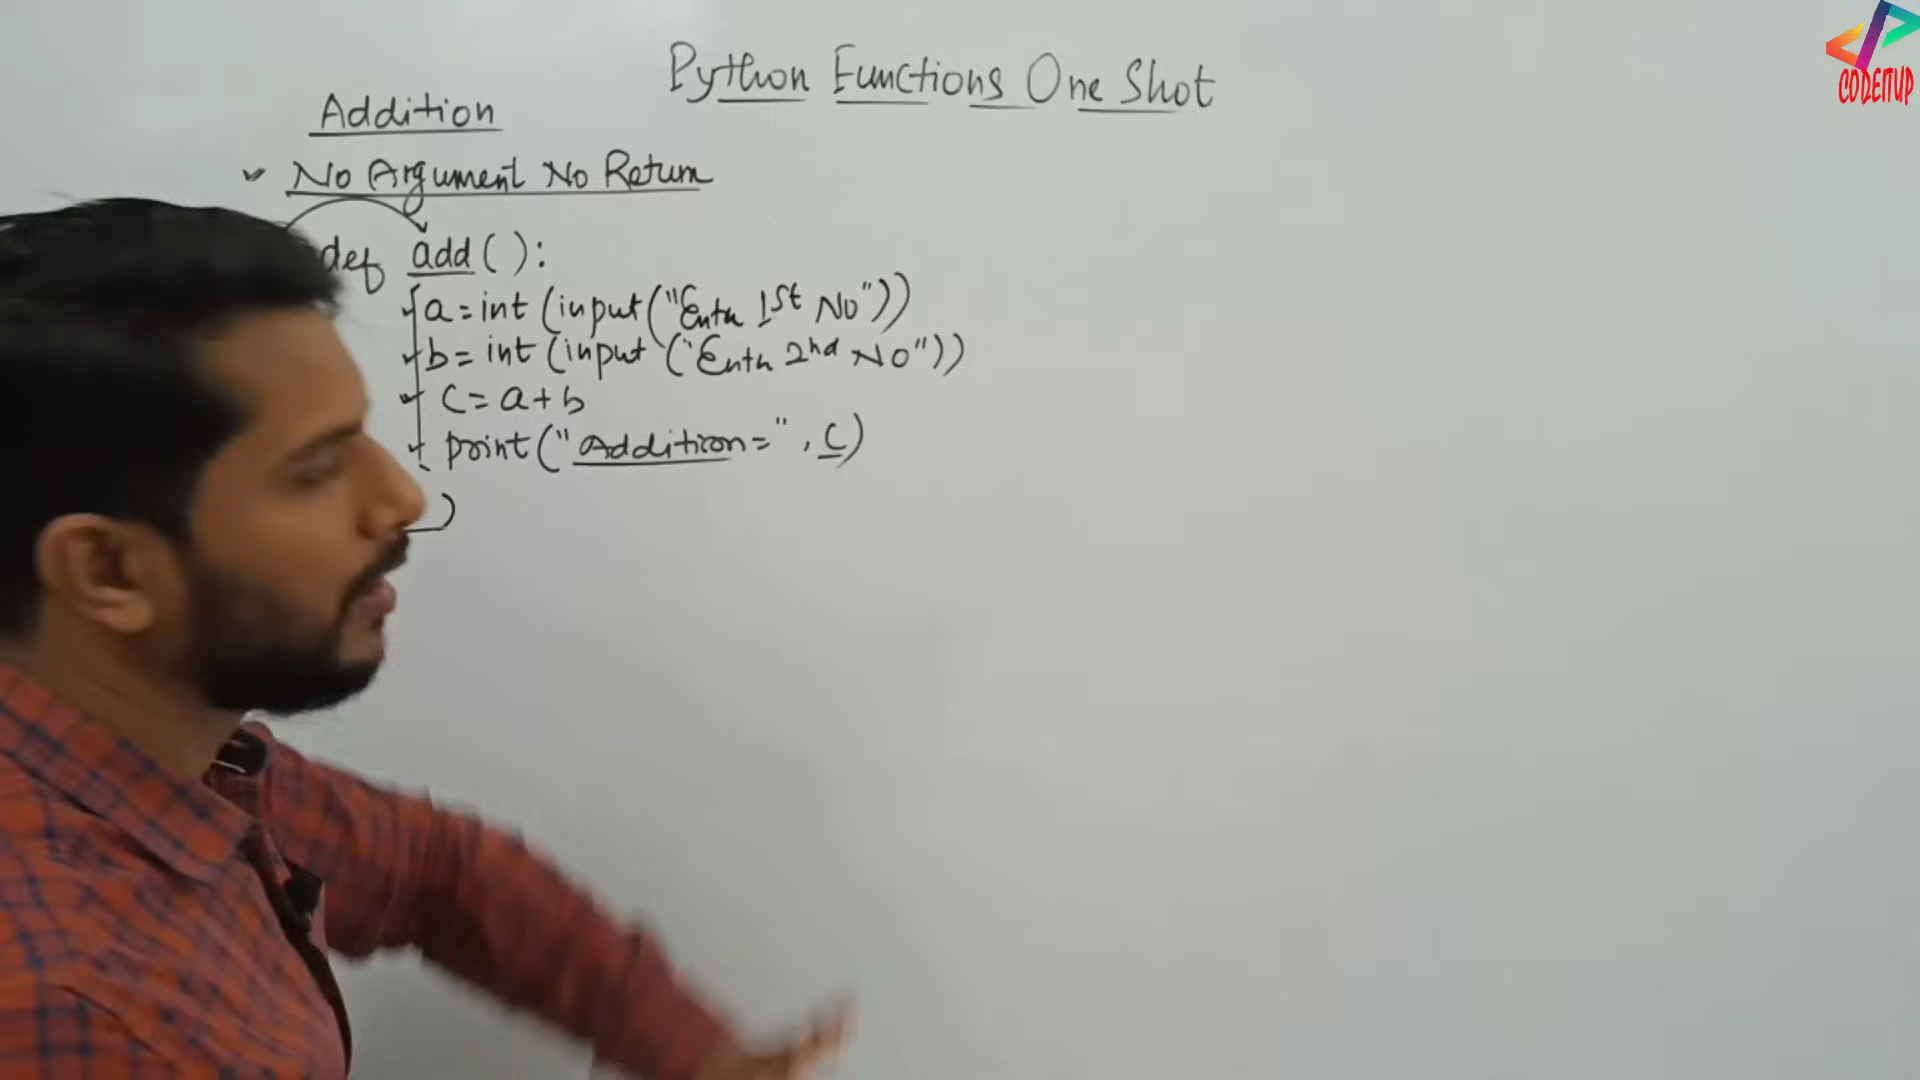 Python Functions One Shot
CODEITUP
Addition
No Argument No Return
def add():
a = int (input("Enter 1st No"))
b = int (input ("Enter 2nd No"))
c = a + b
print("Addition=", c)
)